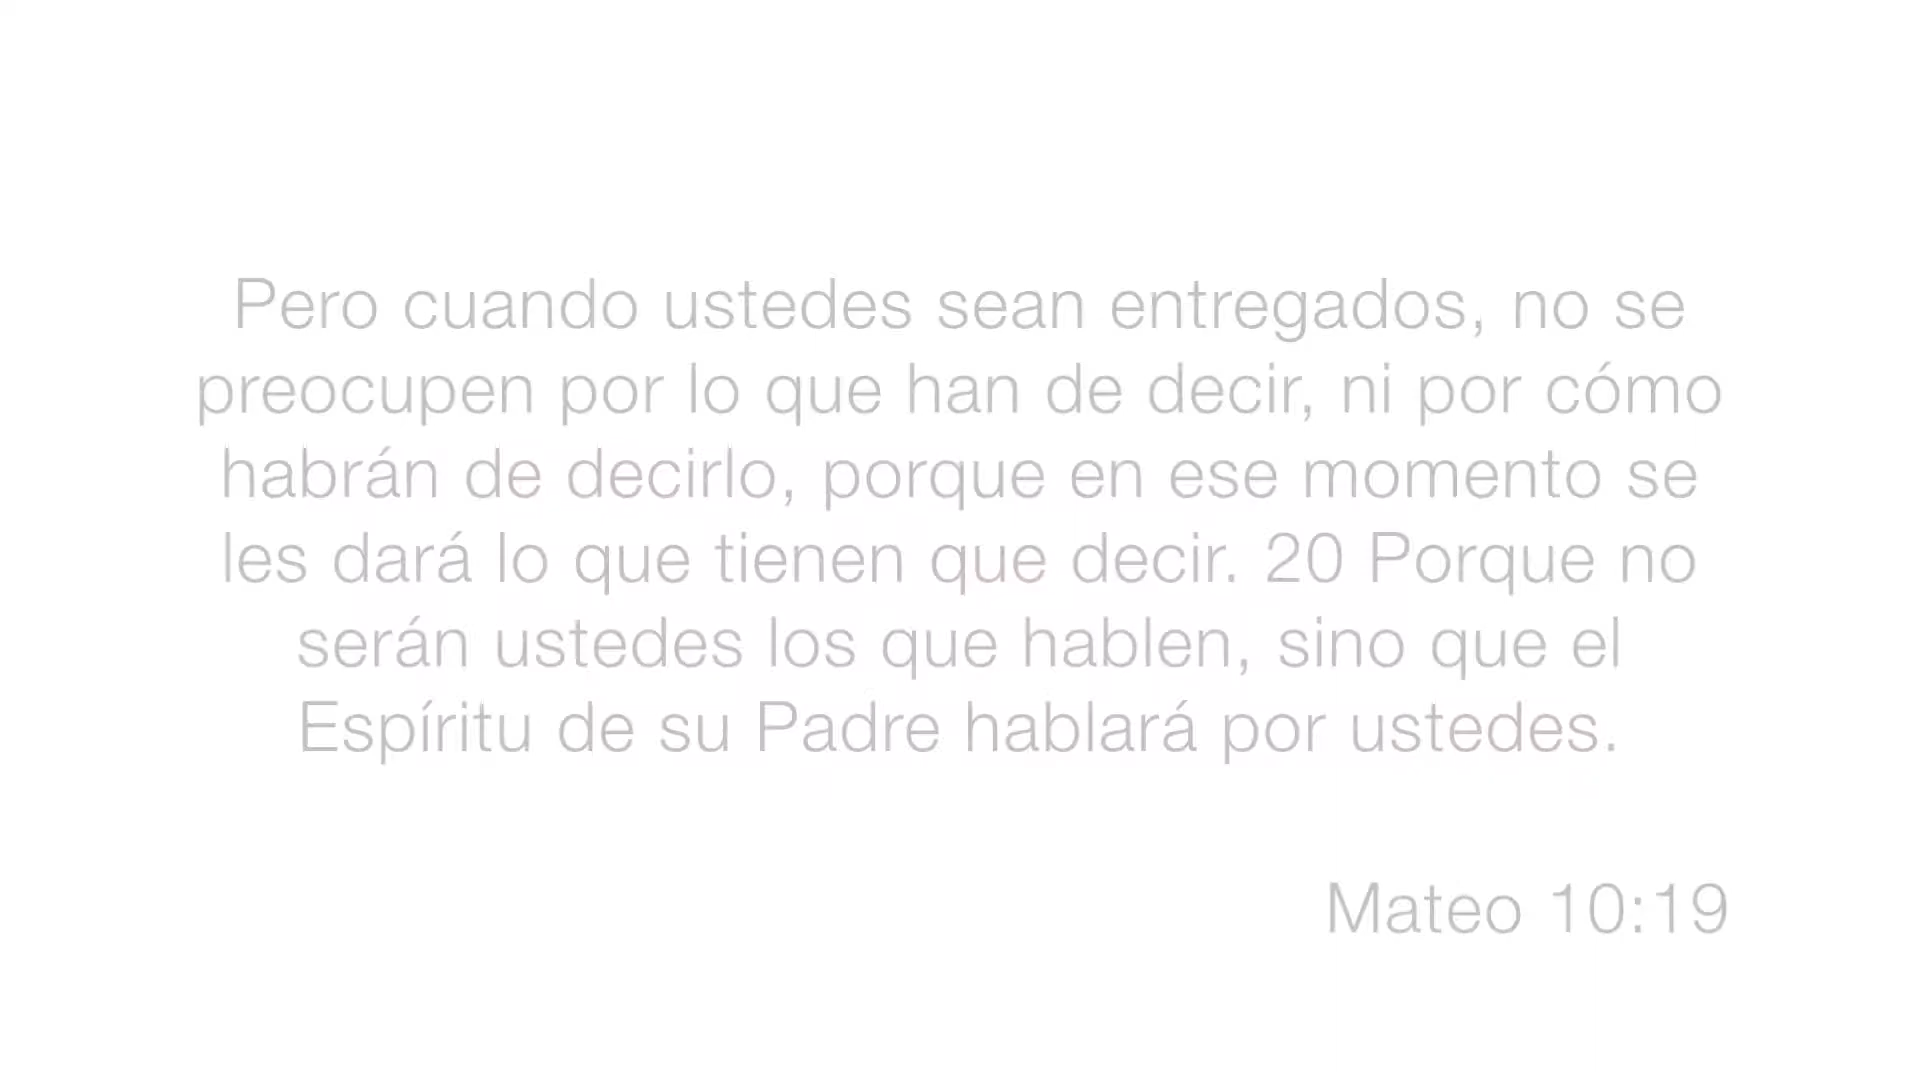 Pero cuando ustedes sean entregados, no se
preocupen por lo que han de decir, ni por cómo
habrán de decirlo, porque en ese momento se
les dará lo que tienen que decir. 20 Porque no
serán ustedes los que hablen, sino que el
Espíritu de su Padre hablará por ustedes.
Mateo 10:19